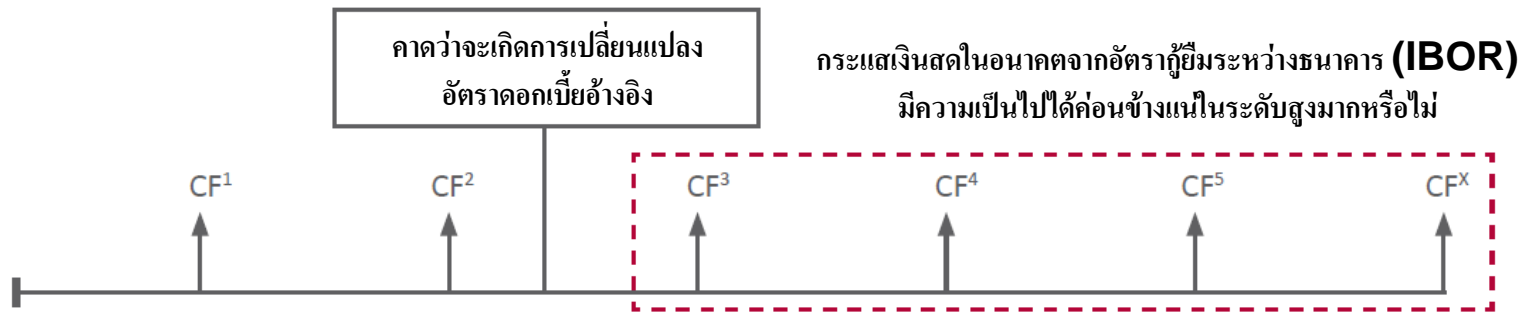 คาดว่าจะเกิดการเปลี่ยนแปลง
อัตราดอกเบี้ยอ้างอิง
กระแสเงินสดในอนาคตจากอัตรากู้ยืมระหว่างธนาคาร (IBOR)
มีความเป็นไปได้ค่อนข้างแน่ในระดับสูงมากหรือไม่
CF¹ CF² CF³ CF⁴ CF⁵ CFˣ